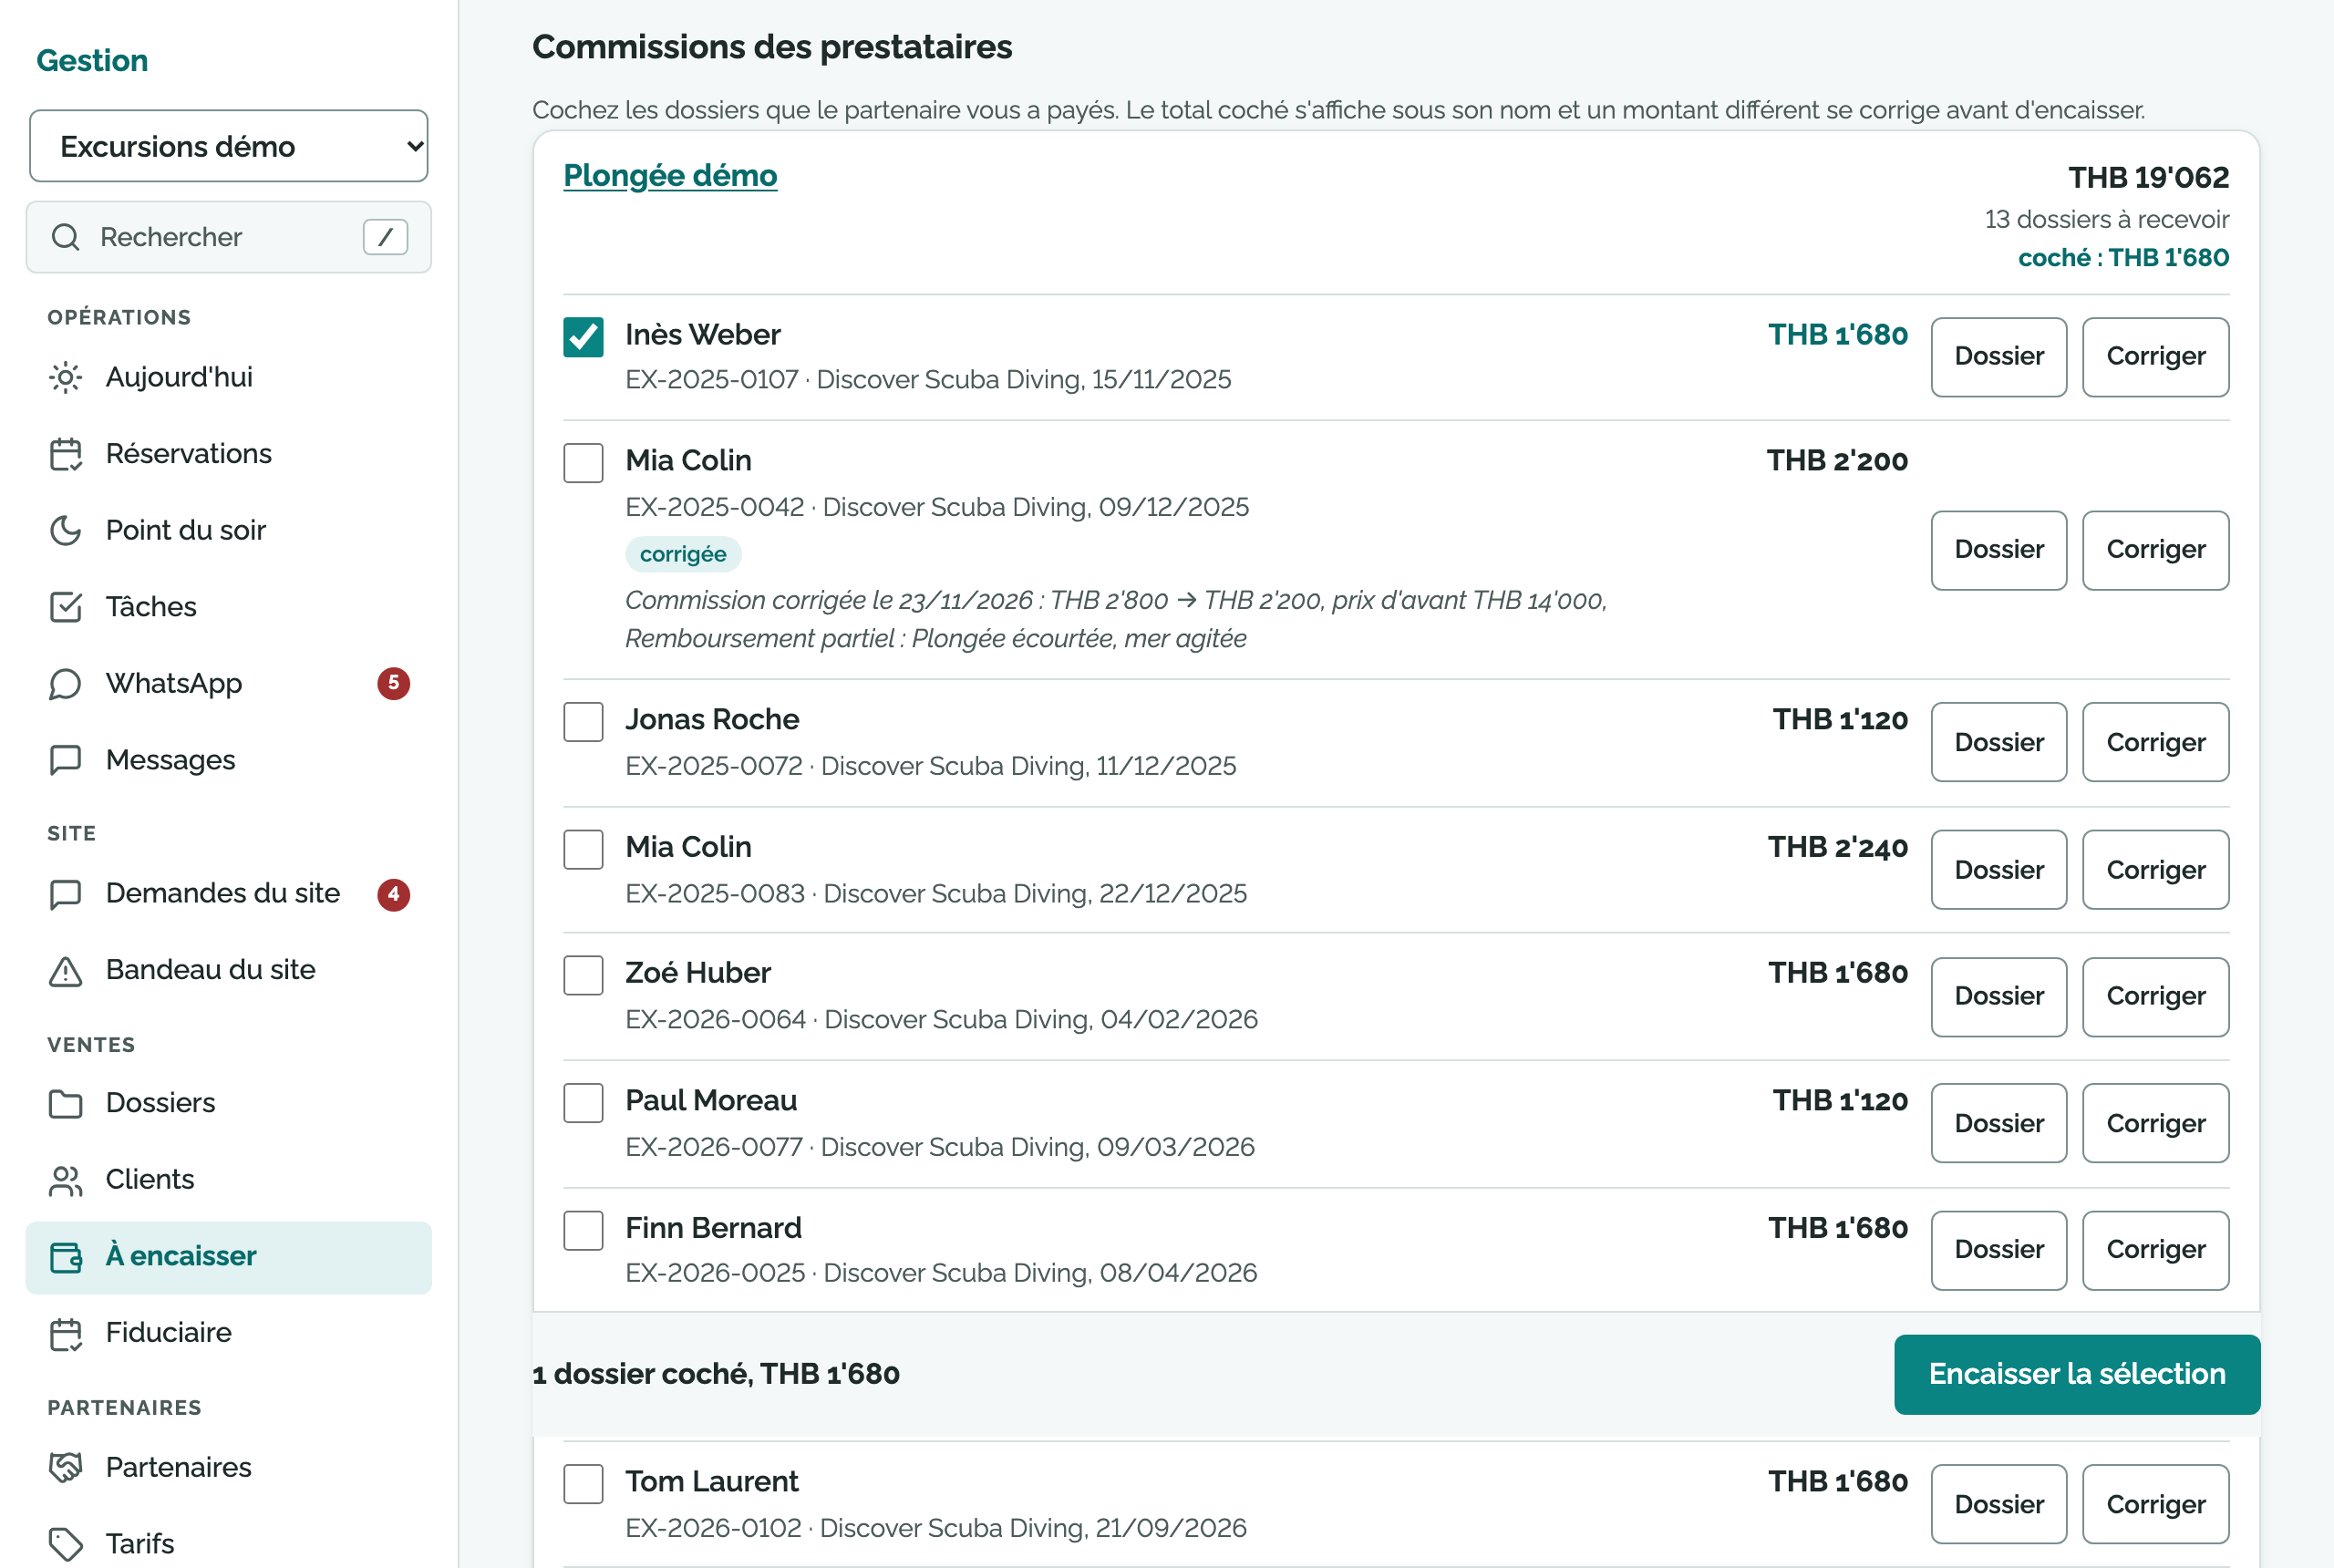 Gestion
Excursions démo
Rechercher /
OPÉRATIONS
Aujourd'hui
Réservations
Point du soir
Tâches
WhatsApp 5
Messages
SITE
Demandes du site 4
Bandeau du site
VENTES
Dossiers
Clients
À encaisser
Fiduciaire
PARTENAIRES
Partenaires
Tarifs
Commissions des prestataires
Cochez les dossiers que le partenaire vous a payés. Le total coché s'affiche sous son nom et un montant différent se corrige avant d'encaisser.
Plongée démo THB 19'062
13 dossiers à recevoir
coché : THB 1'680
Inès Weber THB 1'680 Dossier Corriger
EX-2025-0107 · Discover Scuba Diving, 15/11/2025
Mia Colin THB 2'200
EX-2025-0042 · Discover Scuba Diving, 09/12/2025
corrigée Dossier Corriger
Commission corrigée le 23/11/2026 : THB 2'800 → THB 2'200, prix d'avant THB 14'000,
Remboursement partiel : Plongée écourtée, mer agitée
Jonas Roche THB 1'120 Dossier Corriger
EX-2025-0072 · Discover Scuba Diving, 11/12/2025
Mia Colin THB 2'240 Dossier Corriger
EX-2025-0083 · Discover Scuba Diving, 22/12/2025
Zoé Huber THB 1'680 Dossier Corriger
EX-2026-0064 · Discover Scuba Diving, 04/02/2026
Paul Moreau THB 1'120 Dossier Corriger
EX-2026-0077 · Discover Scuba Diving, 09/03/2026
Finn Bernard THB 1'680 Dossier Corriger
EX-2026-0025 · Discover Scuba Diving, 08/04/2026
1 dossier coché, THB 1'680 Encaisser la sélection
Tom Laurent THB 1'680 Dossier Corriger
EX-2026-0102 · Discover Scuba Diving, 21/09/2026